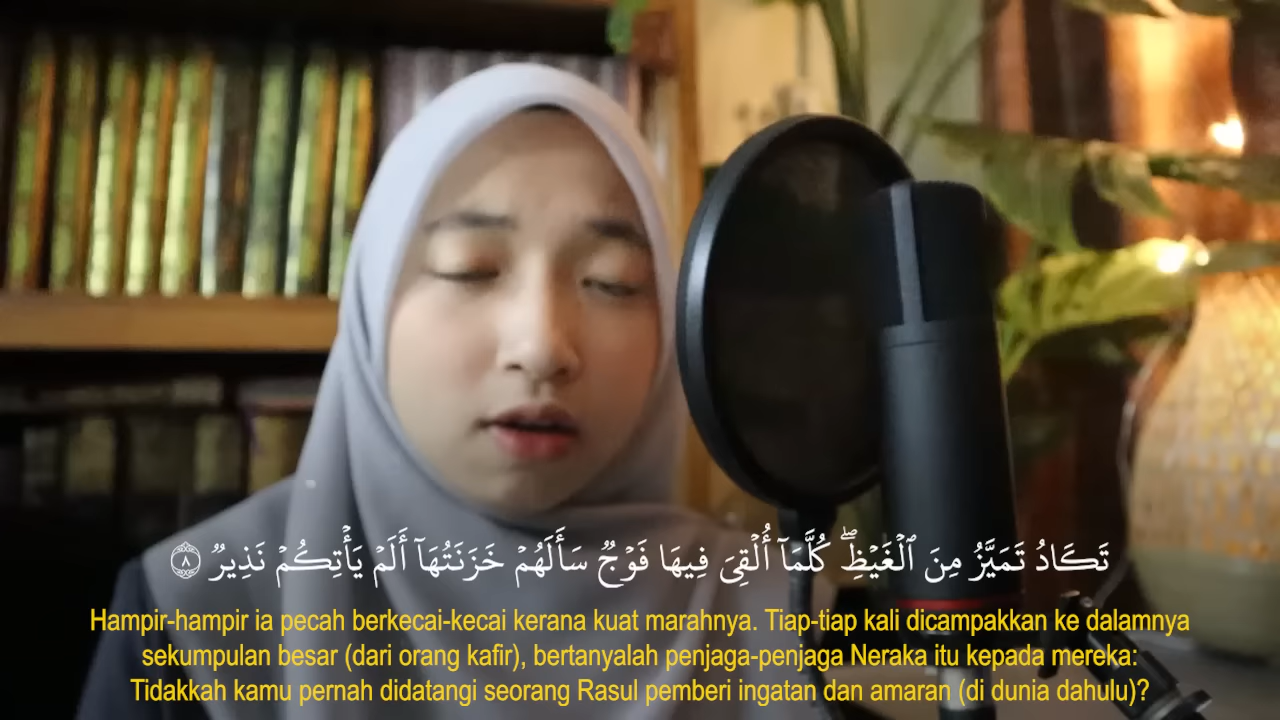 تَكَادُ تَمَيَّزُ مِنَ ٱلۡغَيۡظِۖ كُلَّمَآ أُلۡقِيَ فِيهَا فَوۡجٞ سَأَلَهُمۡ خَزَنَتُهَآ أَلَمۡ يَأۡتِكُمۡ نَذِيرٞ ٨
Hampir-hampir ia pecah berkecai-kecai kerana kuat marahnya. Tiap-tiap kali dicampakkan ke dalamnya
sekumpulan besar (dari orang kafir), bertanyalah penjaga-penjaga Neraka itu kepada mereka:
Tidakkah kamu pernah didatangi seorang Rasul pemberi ingatan dan amaran (di dunia dahulu)?